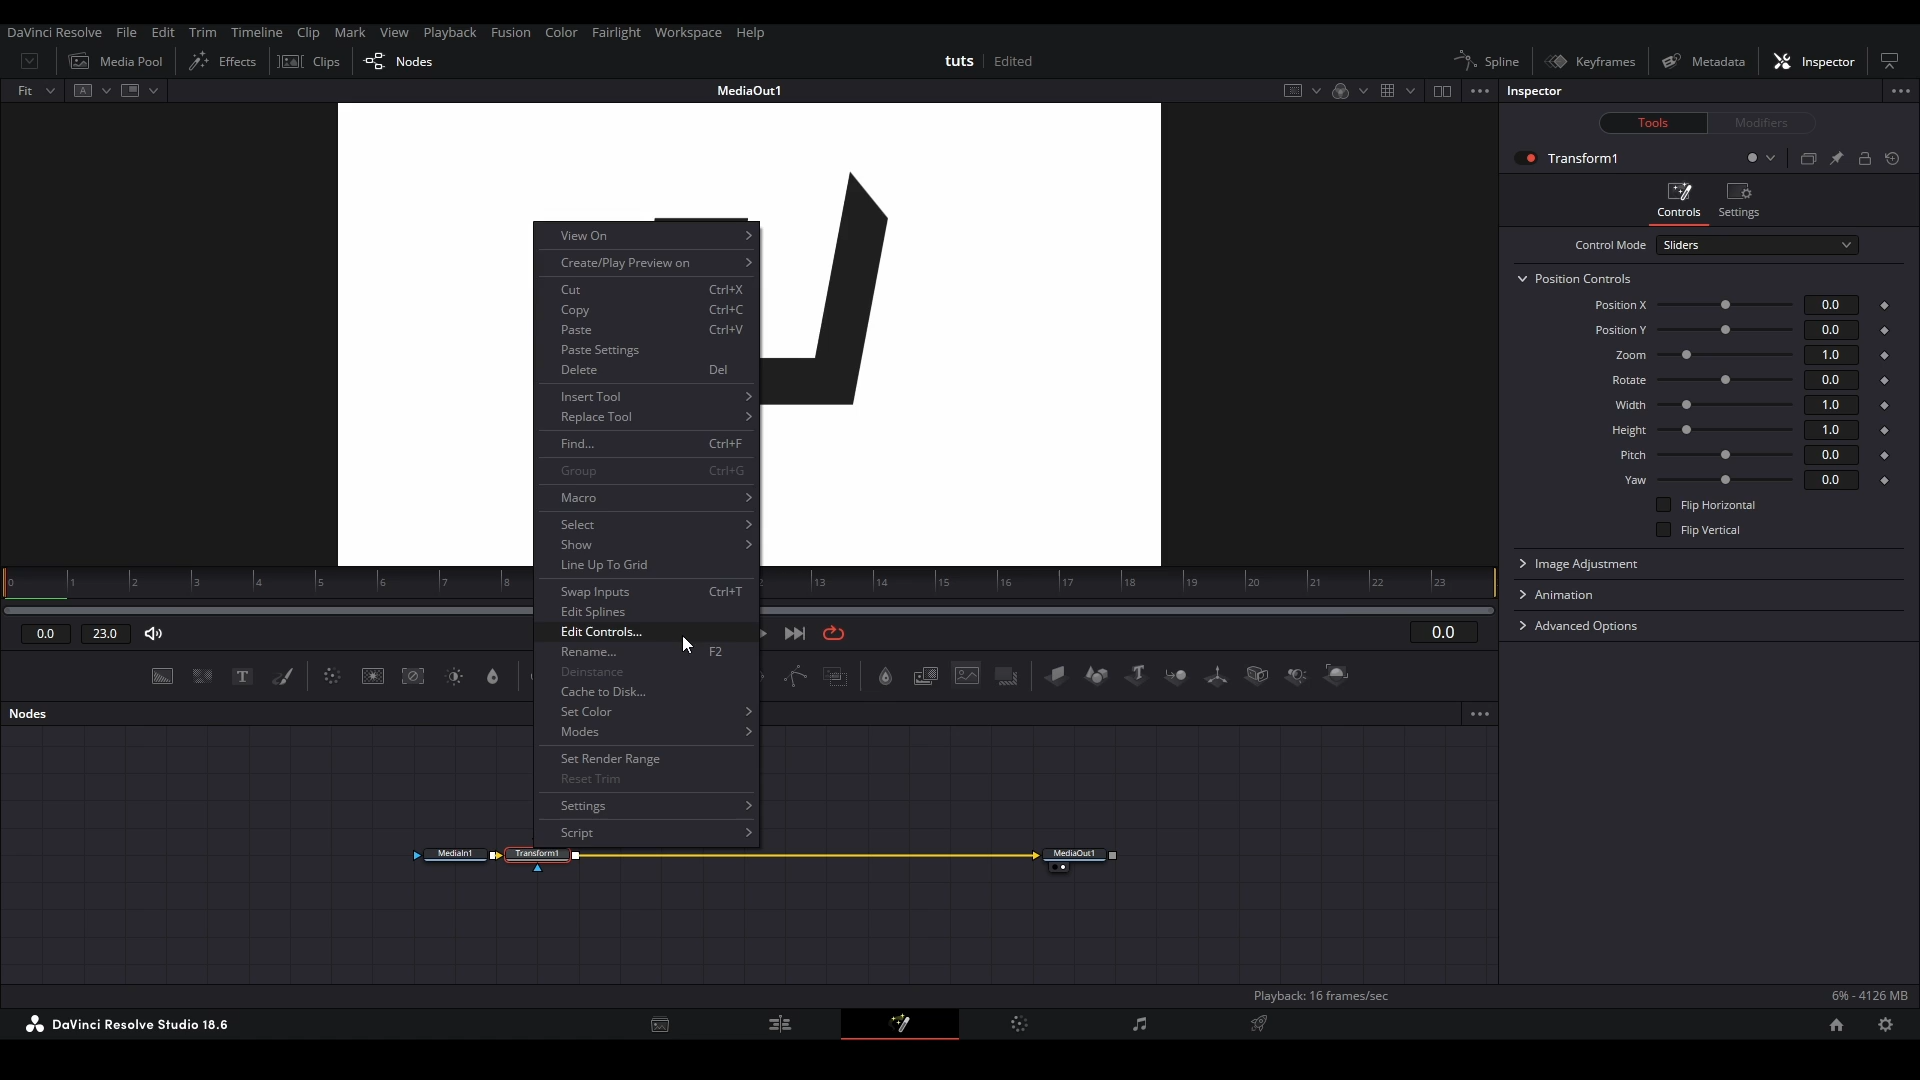 DaVinci Resolve File Edit Trim Timeline Clip Mark View Playback Fusion Color Fairlight Workspace Help
Media Pool Effects Clips Nodes tuts Edited Spline Keyframes Metadata Inspector
Fit A MediaOut1 Inspector
Tools Modifiers
Transform1
Controls Settings
Control Mode Sliders
Position Controls
Position X 0.0
Position Y 0.0
Zoom 1.0
Rotate 0.0
Width 1.0
Height 1.0
Pitch 0.0
Yaw 0.0
Flip Horizontal
Flip Vertical
Image Adjustment
Animation
Advanced Options
View On
Create/Play Preview on
Cut Ctrl+X
Copy Ctrl+C
Paste Ctrl+V
Paste Settings
Delete Del
Insert Tool
Replace Tool
Find... Ctrl+F
Group Ctrl+G
Macro
Select
Show
Line Up To Grid
Swap Inputs Ctrl+T
Edit Splines
Edit Controls...
Rename... F2
Deinstance
Cache to Disk...
Set Color
Modes
Set Render Range
Reset Trim
Settings
Script
0 1 2 3 4 5 6 7 8 12 13 14 15 16 17 18 19 20 21 22 23
0.0 23.0 0.0
T T
Nodes
MediaIn1 Transform1 MediaOut1
Playback: 16 frames/sec 6% - 4126 MB
DaVinci Resolve Studio 18.6